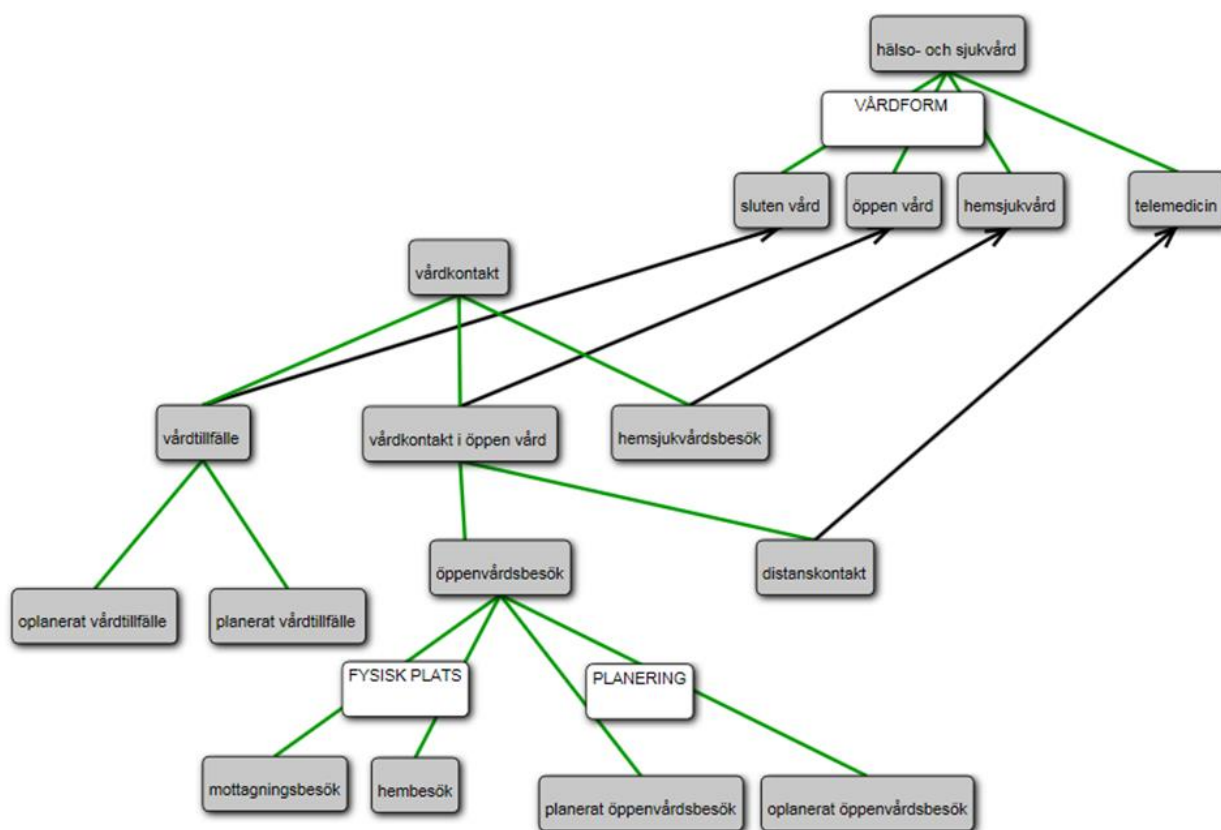 hälso- och sjukvård
VÅRDFORM
sluten vård
öppen vård
hemsjukvård
telemedicin
vårdkontakt
vårdtillfälle
vårdkontakt i öppen vård
hemsjukvårdsbesök
öppenvårdsbesök
distanskontakt
oplanerat vårdtillfälle
planerat vårdtillfälle
FYSISK PLATS
PLANERING
mottagningsbesök
hembesök
planerat öppenvårdsbesök
oplanerat öppenvårdsbesök